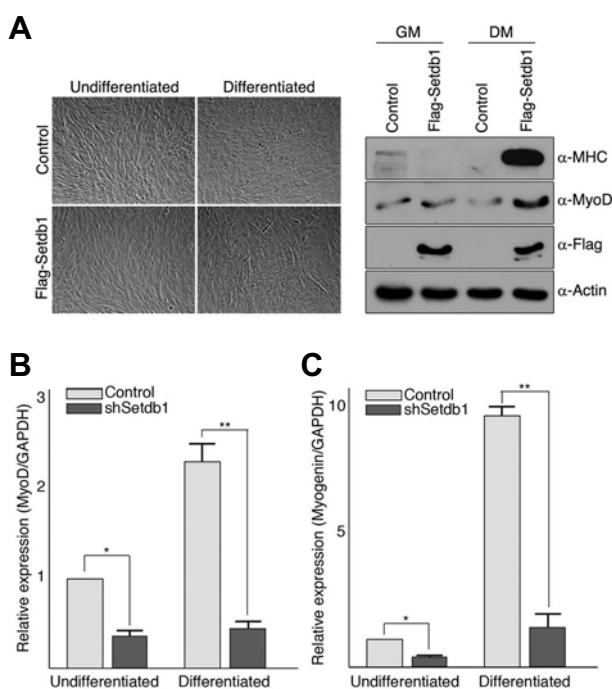 A
Undifferentiated Differentiated
Control
Flag-Setdb1
GM DM
Control Flag-Setdb1 Control Flag-Setdb1
α-MHC
α-MyoD
α-Flag
α-Actin
B
Relative expression (MyoD/GAPDH)
3
2
1
0
Control
shSetdb1
*
**
Undifferentiated Differentiated
C
Relative expression (Myogenin/GAPDH)
10
5
0
Control
shSetdb1
*
**
Undifferentiated Differentiated